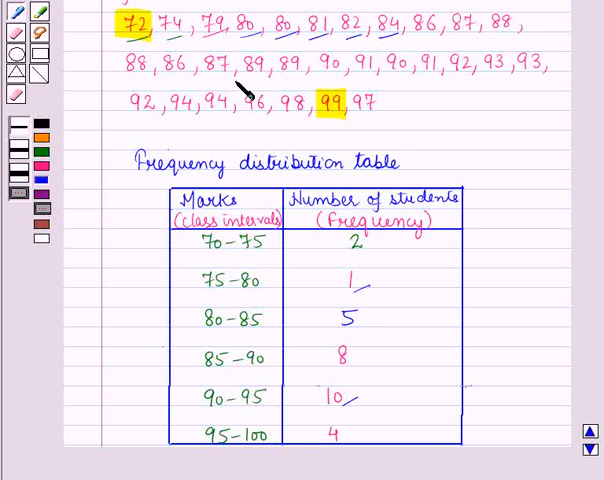 72, 74, 79, 80, 80, 81, 82, 84, 86, 87, 88,
88, 86, 87, 89, 89, 90, 91, 90, 91, 92, 93, 93,
92, 94, 94, 96, 98, 99, 97
Frequency distribution table
Marks Number of students
(class intervals) (Frequency)
70-75 2
75-80 1
80-85 5
85-90 8
90-95 10
95-100 4